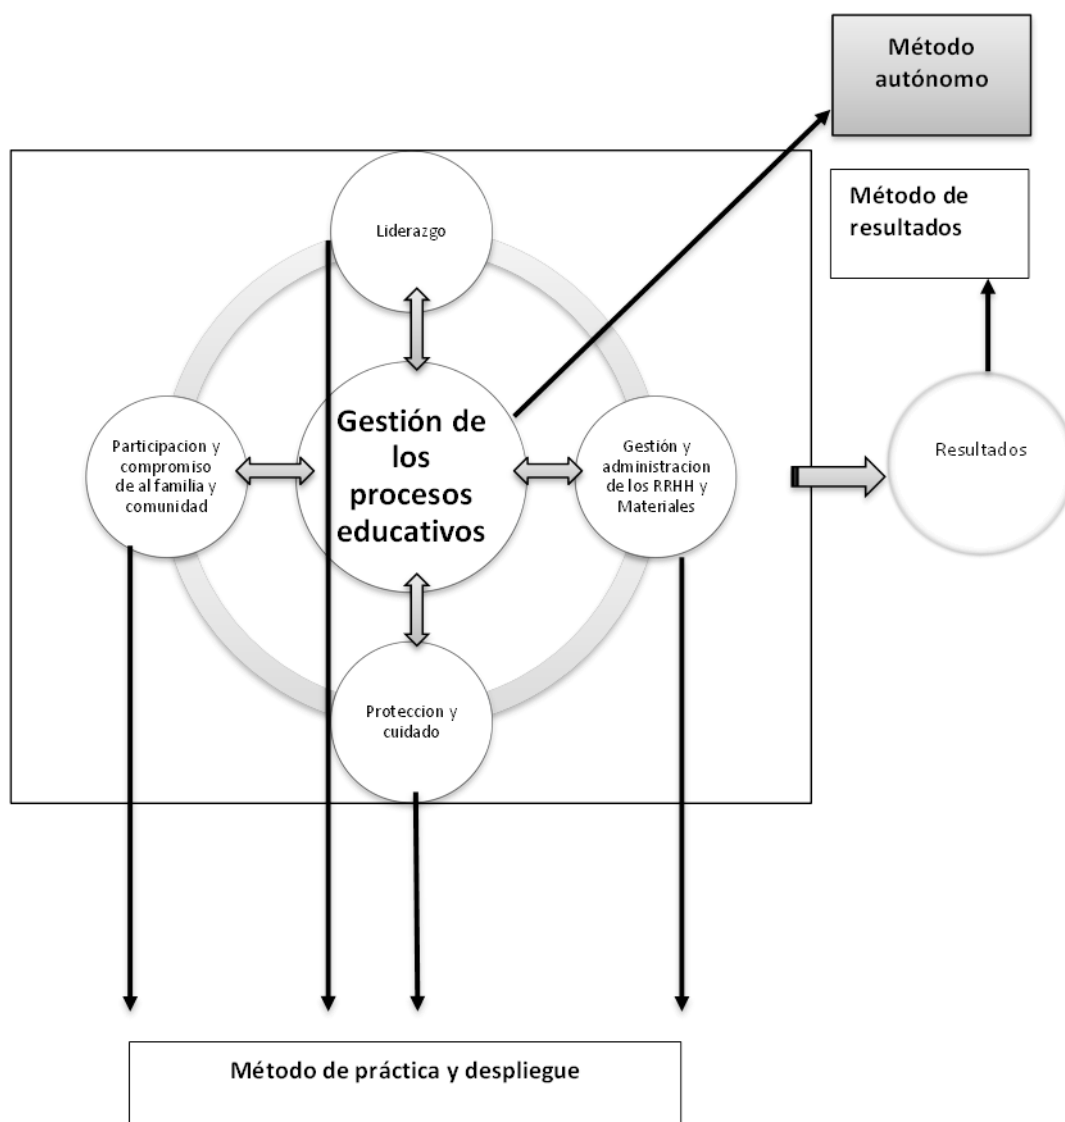 Método
autónomo
Método de
resultados
Liderazgo
Gestión de
los
procesos
educativos
Participacion y
compromiso
de al familia y
comunidad
Gestión y
administracion
de los RRHH y
Materiales
Resultados
Proteccion y
cuidado
Método de práctica y despliegue